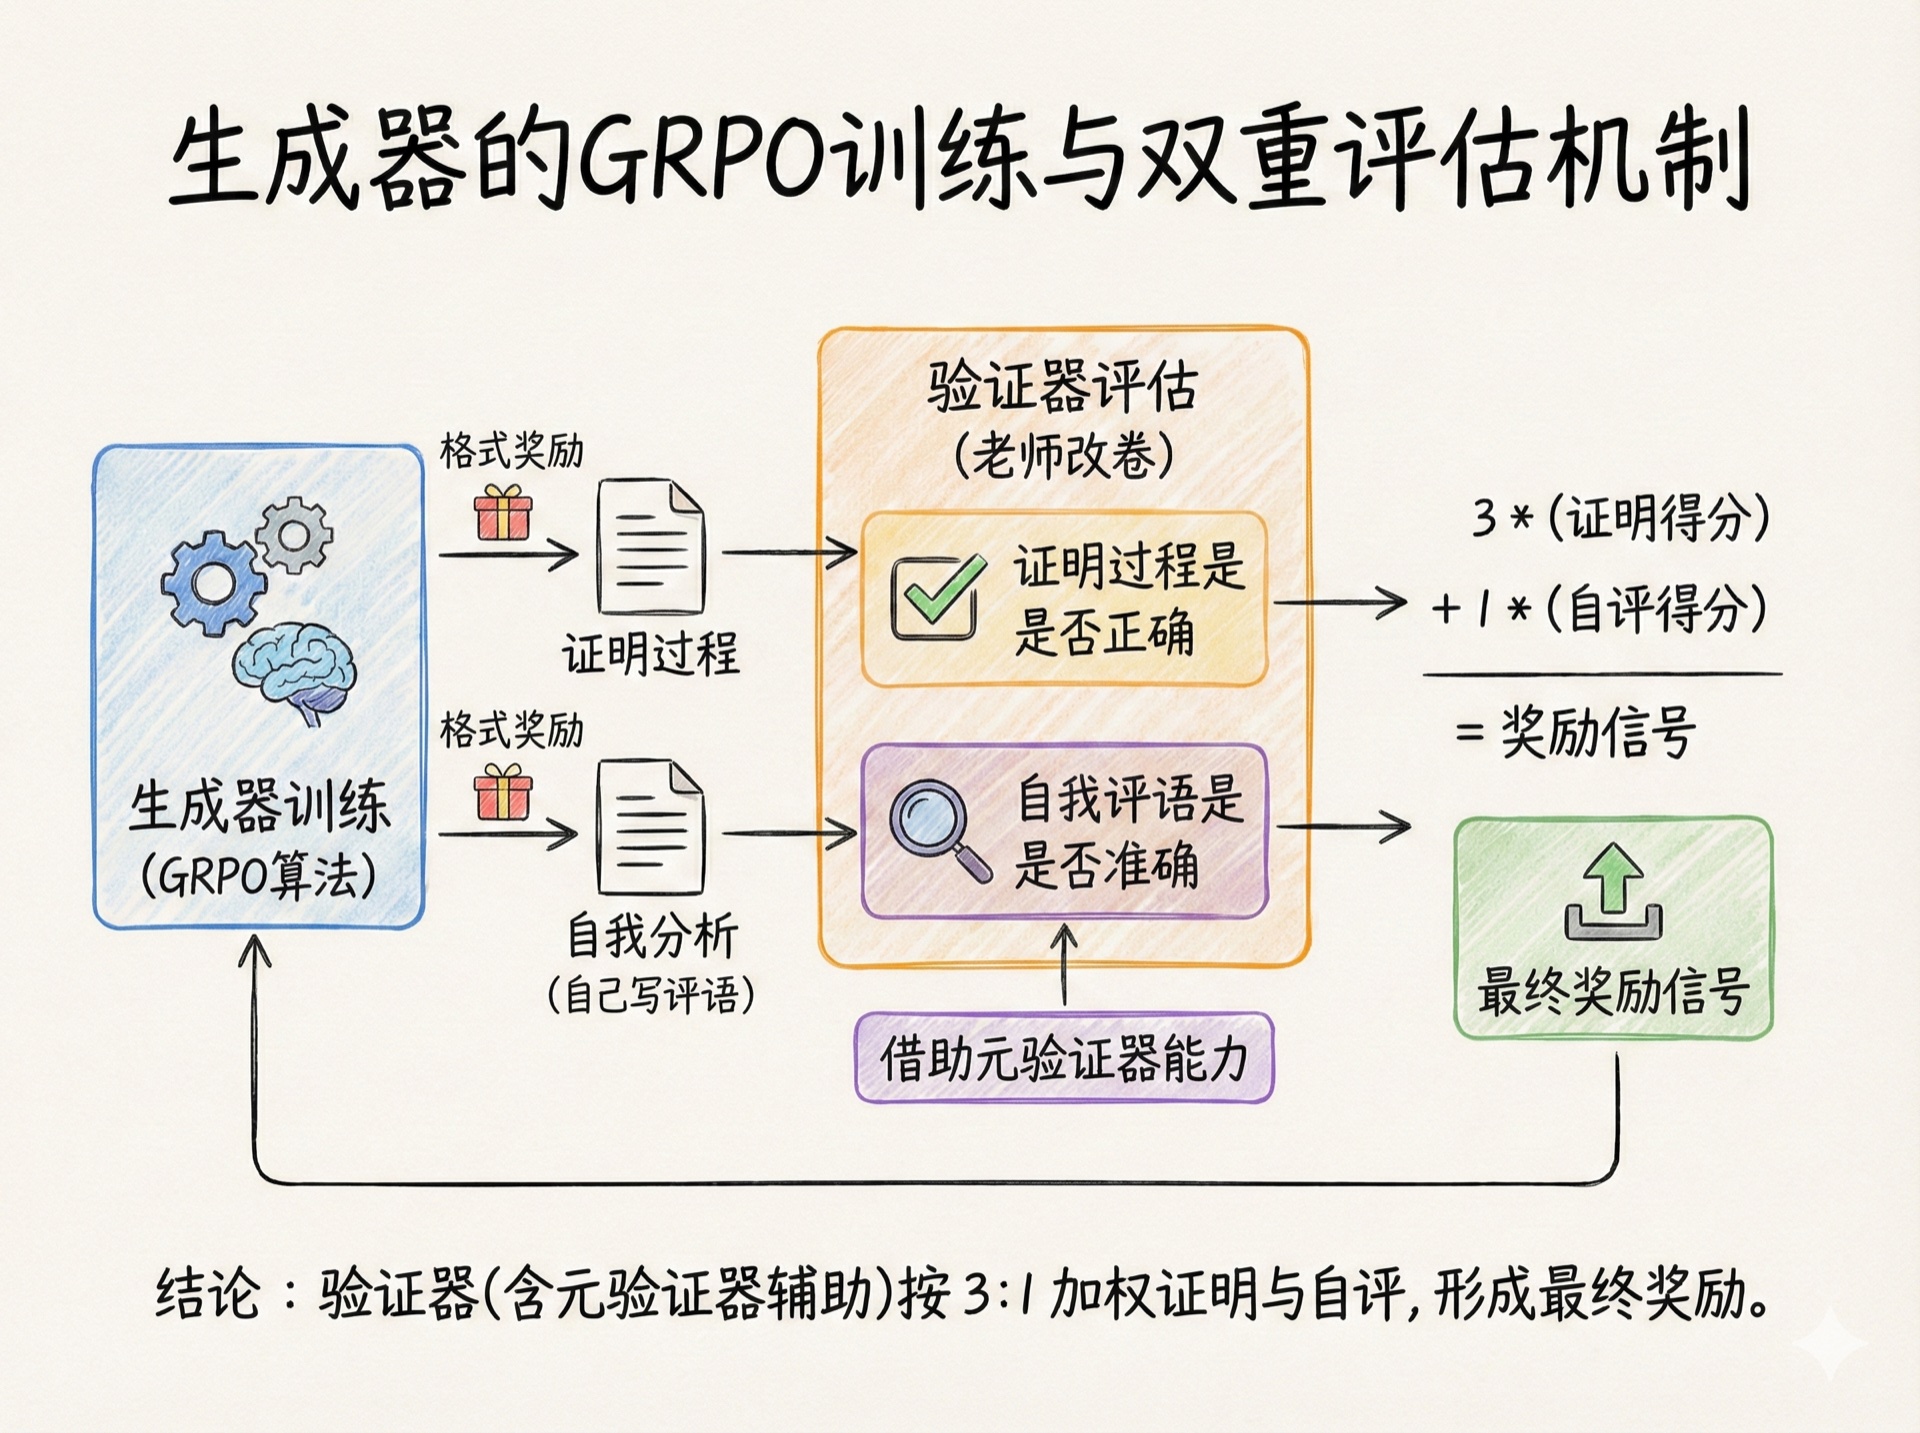 生成器的GRPO训练与双重评估机制
格式奖励
证明过程
生成器训练
(GRPO算法)
格式奖励
自我分析
(自己写评语)
验证器评估
(老师改卷)
证明过程是
是否正确
自我评语是
是否准确
借助元验证器能力
3 * (证明得分)
+ 1 * (自评得分)
= 奖励信号
最终奖励信号
结论：验证器(含元验证器辅助)按 3:1 加权证明与自评, 形成最终奖励。